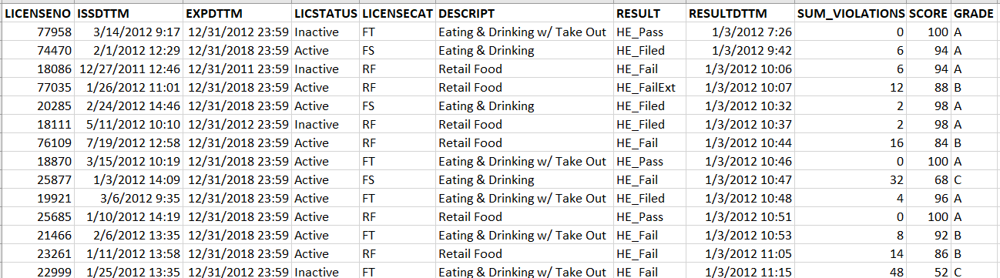 LICENSENO ISSDTTM EXPDTTM LICSTATUS LICENSECAT DESCRIPT RESULT RESULTDTTM SUM_VIOLATIONS SCORE GRADE
77958 3/14/2012 9:17 12/31/2012 23:59 Inactive FT Eating & Drinking w/ Take Out HE_Pass 1/3/2012 7:26 0 100 A
74470 2/1/2012 12:29 12/31/2018 23:59 Active FS Eating & Drinking HE_Filed 1/3/2012 9:42 6 94 A
18086 12/27/2011 12:46 12/31/2011 23:59 Inactive RF Retail Food HE_Fail 1/3/2012 10:06 6 94 A
77035 1/26/2012 11:01 12/31/2018 23:59 Active RF Retail Food HE_FailExt 1/3/2012 10:07 12 88 B
20285 2/24/2012 14:46 12/31/2018 23:59 Active FS Eating & Drinking HE_Filed 1/3/2012 10:32 2 98 A
18111 5/11/2012 10:10 12/31/2012 23:59 Inactive RF Retail Food HE_Filed 1/3/2012 10:37 2 98 A
76109 7/19/2012 12:58 12/31/2018 23:59 Active RF Retail Food HE_Fail 1/3/2012 10:44 16 84 B
18870 3/15/2012 10:19 12/31/2018 23:59 Active FT Eating & Drinking w/ Take Out HE_Pass 1/3/2012 10:46 0 100 A
25877 1/3/2012 14:09 12/31/2018 23:59 Active FS Eating & Drinking HE_Fail 1/3/2012 10:47 32 68 C
19921 3/6/2012 9:35 12/31/2018 23:59 Active FT Eating & Drinking w/ Take Out HE_Filed 1/3/2012 10:48 4 96 A
25685 1/10/2012 14:19 12/31/2018 23:59 Active RF Retail Food HE_Pass 1/3/2012 10:51 0 100 A
21466 2/6/2012 13:35 12/31/2018 23:59 Active FT Eating & Drinking w/ Take Out HE_Fail 1/3/2012 10:53 8 92 B
23261 1/11/2012 13:58 12/31/2018 23:59 Active RF Retail Food HE_Fail 1/3/2012 11:05 14 86 B
22999 1/25/2012 13:35 12/31/2018 23:59 Inactive FT Eating & Drinking w/ Take Out HE_Fail 1/3/2012 11:15 48 52 C